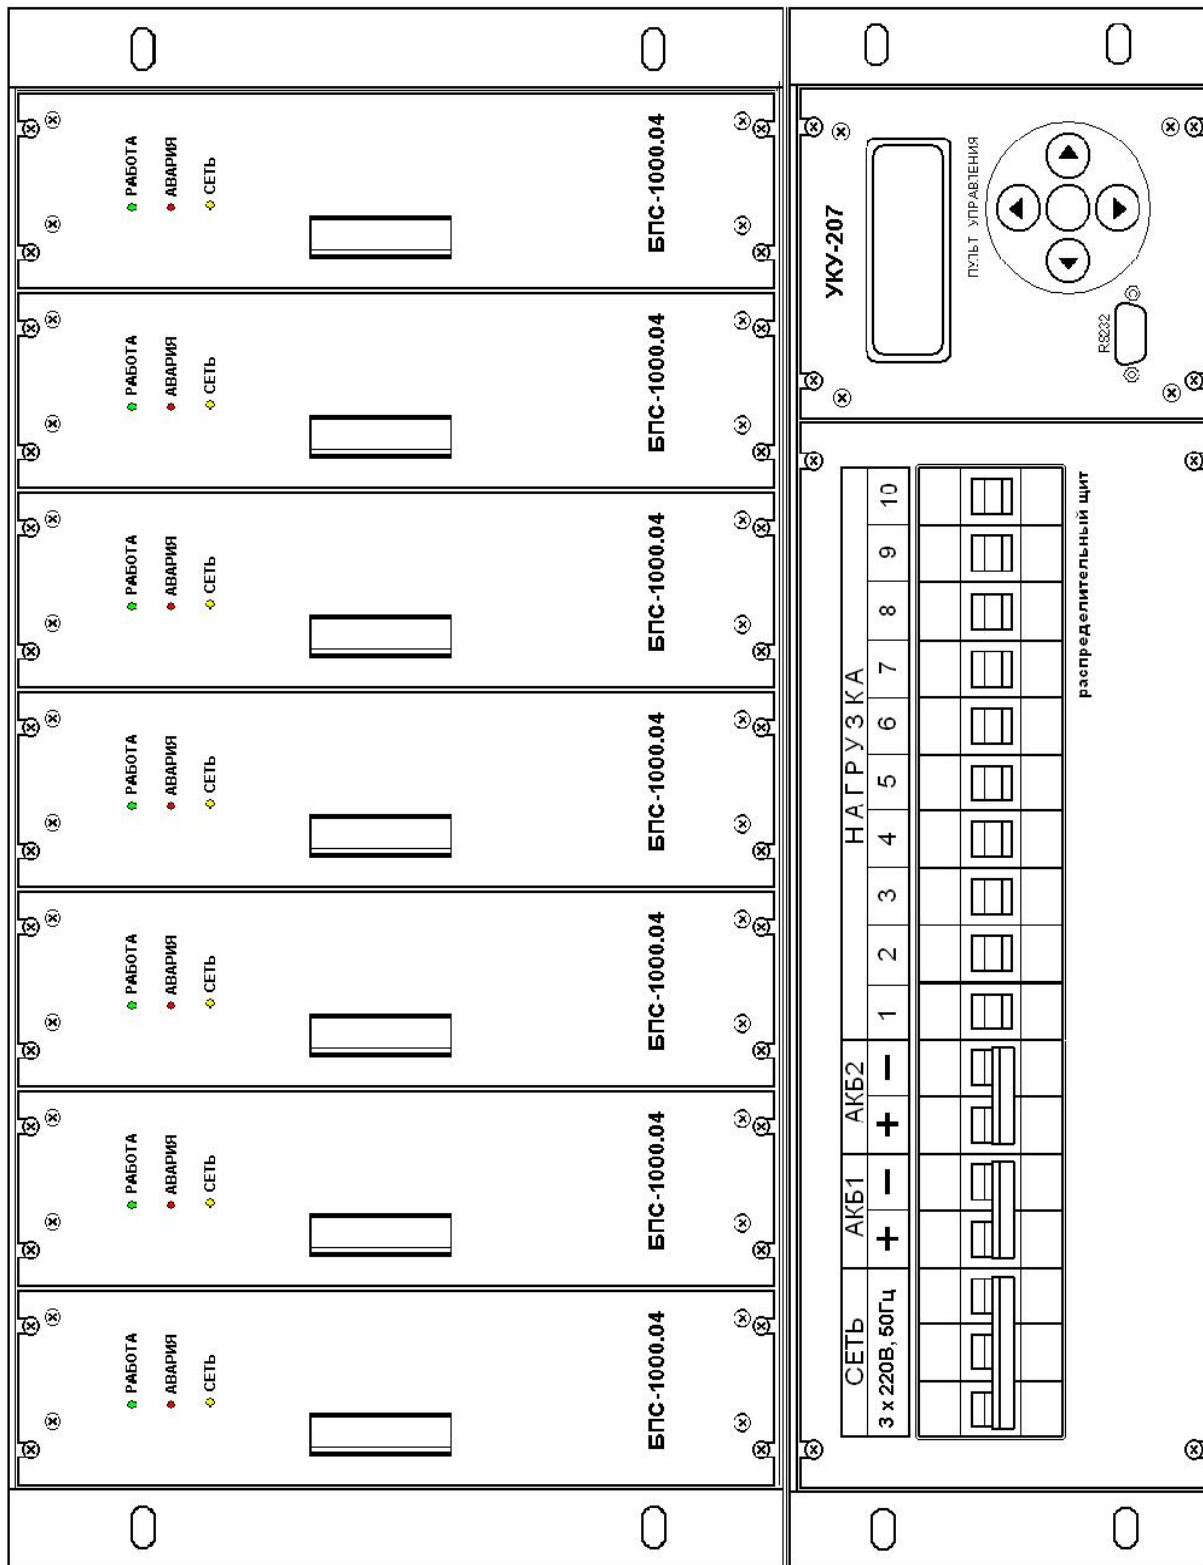 РАБОТА
АВАРИЯ
СЕТЬ
БПС-1000.04
РАБОТА
АВАРИЯ
СЕТЬ
БПС-1000.04
РАБОТА
АВАРИЯ
СЕТЬ
БПС-1000.04
РАБОТА
АВАРИЯ
СЕТЬ
БПС-1000.04
РАБОТА
АВАРИЯ
СЕТЬ
БПС-1000.04
РАБОТА
АВАРИЯ
СЕТЬ
БПС-1000.04
РАБОТА
АВАРИЯ
СЕТЬ
БПС-1000.04
СЕТЬ АКБ1 АКБ2 НАГРУЗКА
3 x 220В, 50Гц + − + − 1 2 3 4 5 6 7 8 9 10
распределительный щит
УКУ-207
ПУЛЬТ УПРАВЛЕНИЯ
RS232